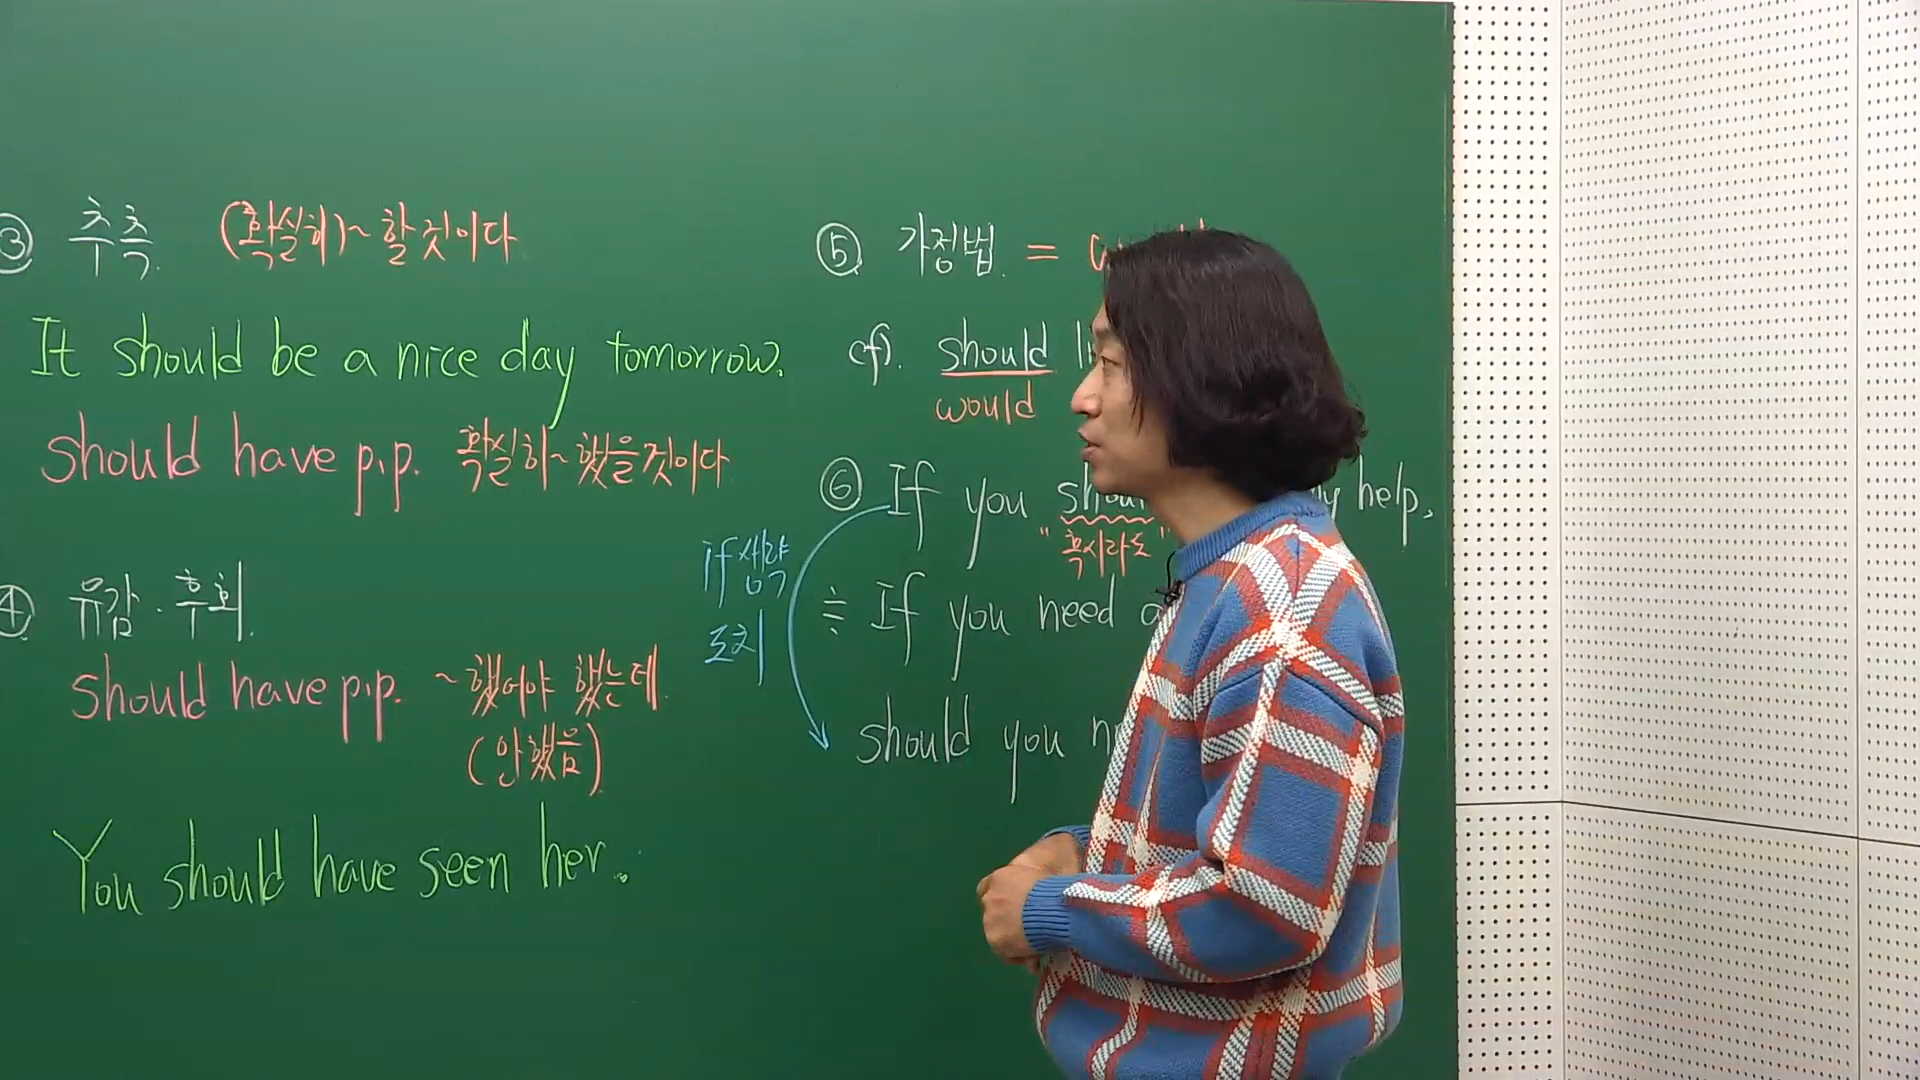 ③ 추측. (확실히)~할 것이다
It should be a nice day tomorrow.
should have p.p. 확실히~했을것이다
④ 유감·후회.
should have p.p. ~했어야 했는데.
(안했음)
You should have seen her.
⑤ 가정법. =
cf). should
would
⑥ If you help,
"혹시라도"
if생략
도치
≒ If you need
should you